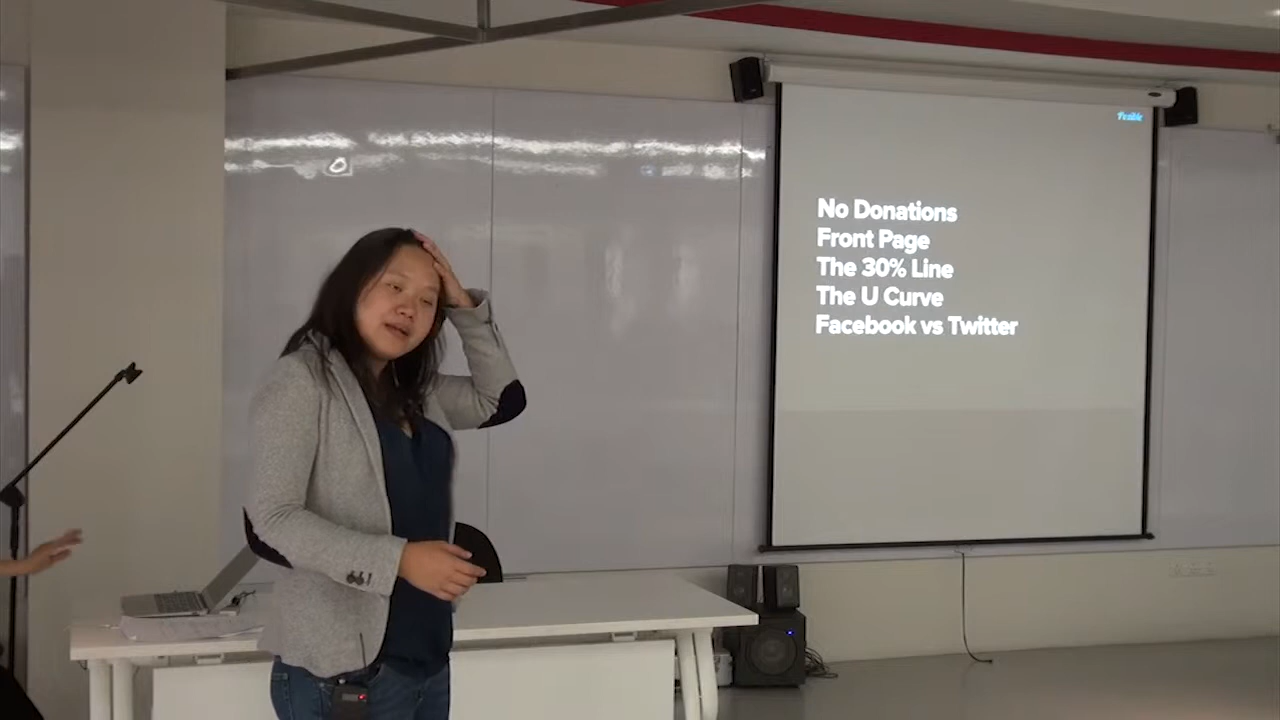 No Donations
Front Page
The 30% Line
The U Curve
Facebook vs Twitter